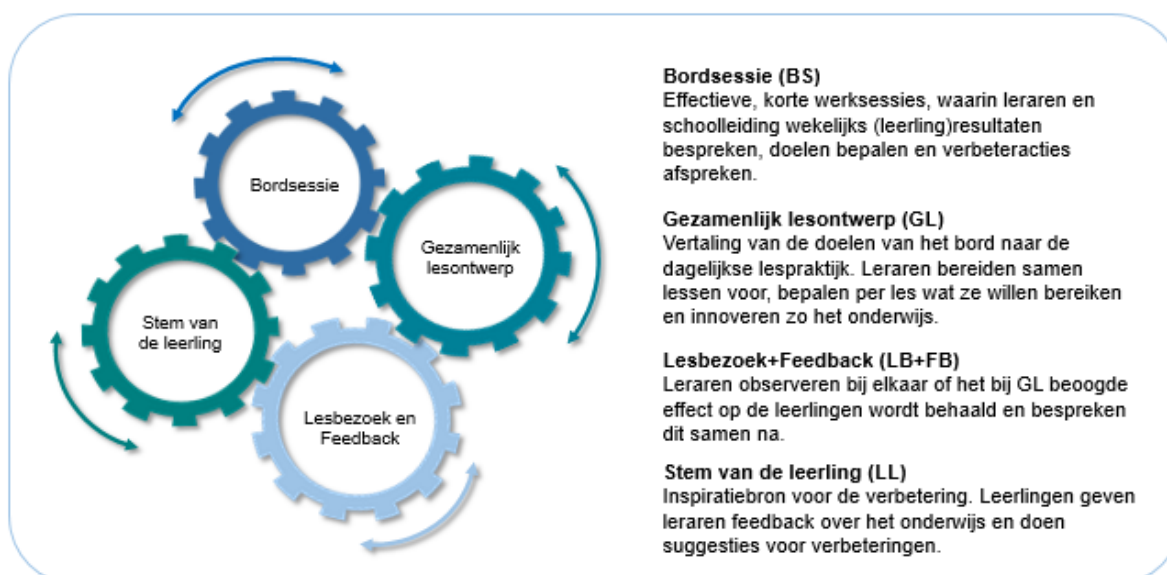 Bordsessie
Gezamenlijk
lesontwerp
Stem van
de leerling
Lesbezoek en
Feedback
Bordsessie (BS)
Effectieve, korte werksessies, waarin leraren en
schoolleiding wekelijks (leerling)resultaten
bespreken, doelen bepalen en verbeteracties
afspreken.
Gezamenlijk lesontwerp (GL)
Vertaling van de doelen van het bord naar de
dagelijkse lespraktijk. Leraren bereiden samen
lessen voor, bepalen per les wat ze willen bereiken
en innoveren zo het onderwijs.
Lesbezoek+Feedback (LB+FB)
Leraren observeren bij elkaar of het bij GL beoogde
effect op de leerlingen wordt behaald en bespreken
dit samen na.
Stem van de leerling (LL)
Inspiratiebron voor de verbetering. Leerlingen geven
leraren feedback over het onderwijs en doen
suggesties voor verbeteringen.